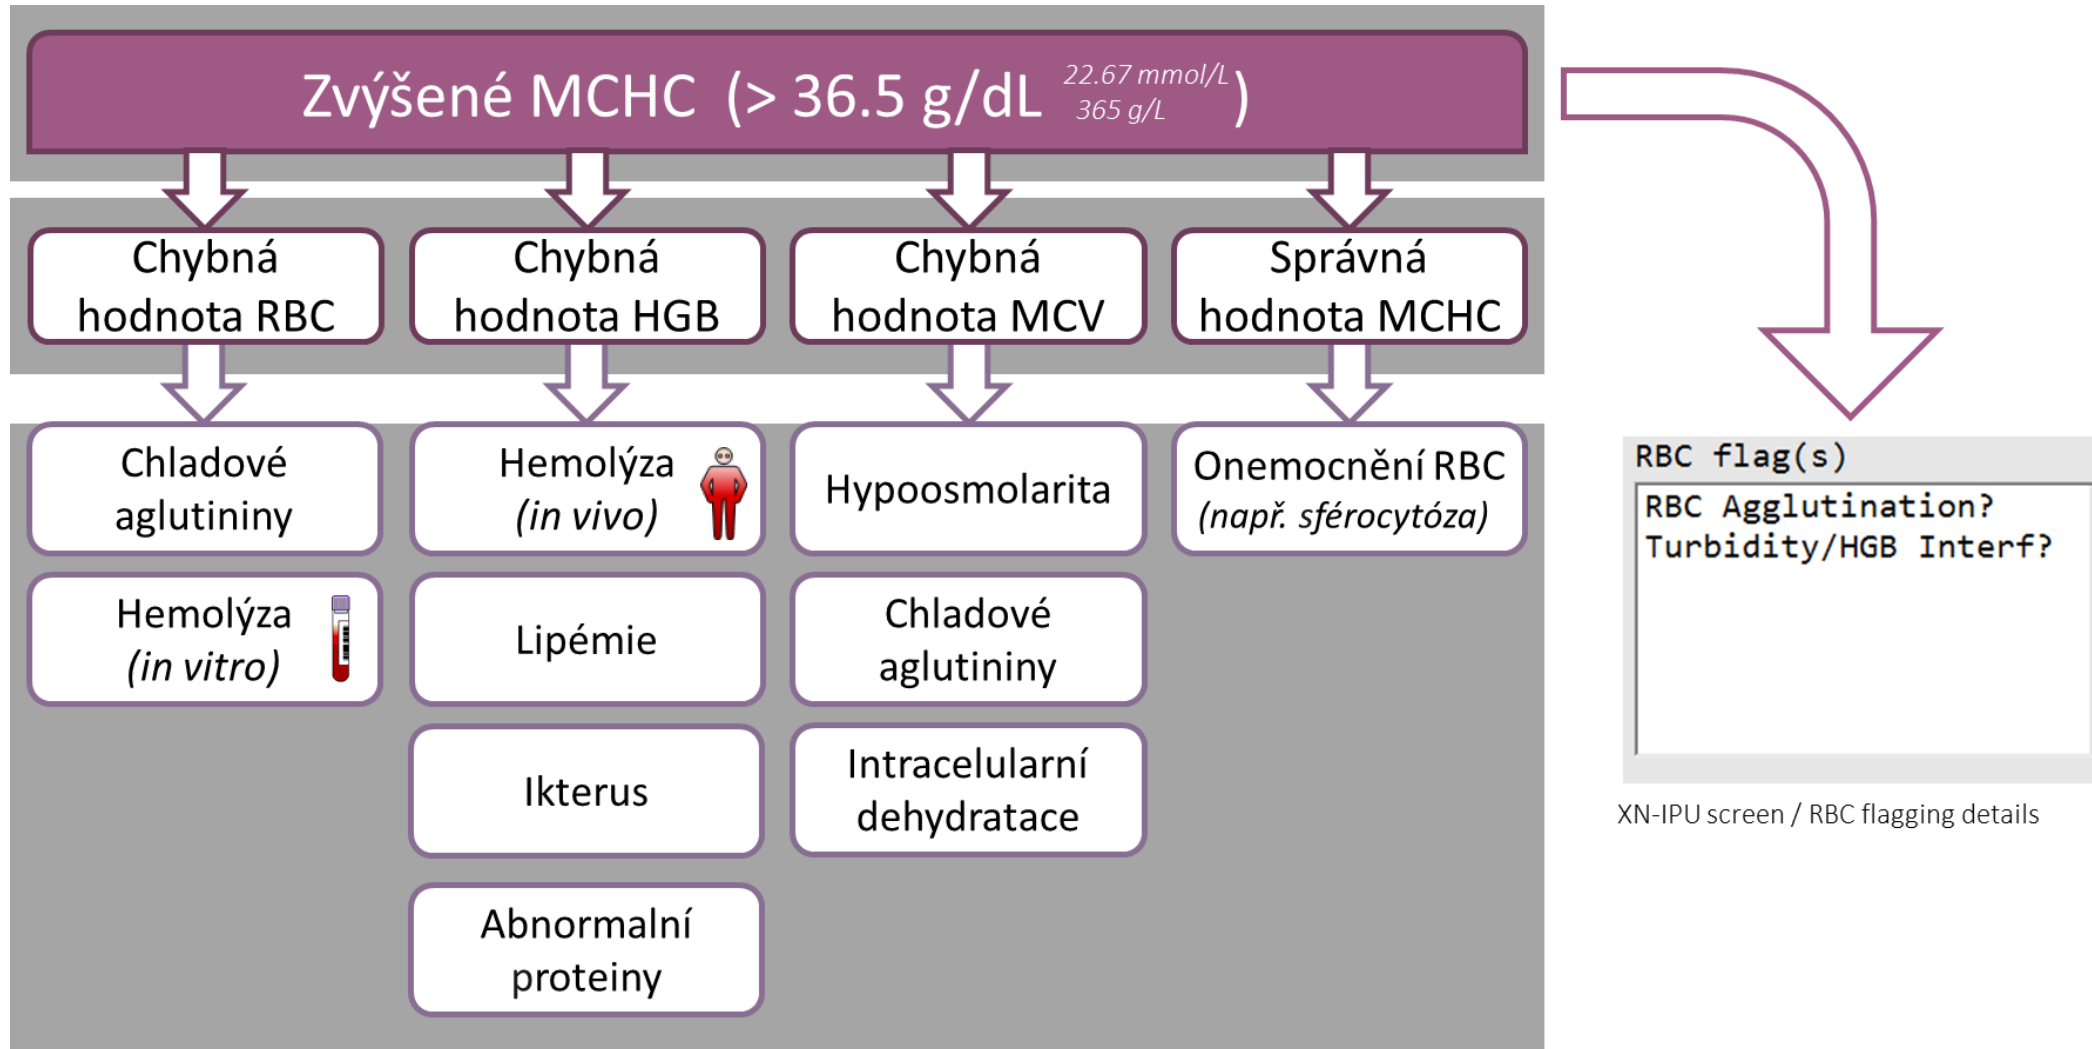 Zvýšené MCHC (> 36.5 g/dL 22.67 mmol/L 365 g/L )
Chybná
hodnota RBC
Chybná
hodnota HGB
Chybná
hodnota MCV
Správná
hodnota MCHC
Chladové
aglutininy
Hemolýza
(in vitro)
Hemolýza
(in vivo)
Lipémie
Ikterus
Abnormalní
proteiny
Hypoosmolarita
Chladové
aglutininy
Intracelularní
dehydratace
Onemocnění RBC
(např. sférocytóza)
RBC flag(s)
RBC Agglutination?
Turbidity/HGB Interf?
XN-IPU screen / RBC flagging details